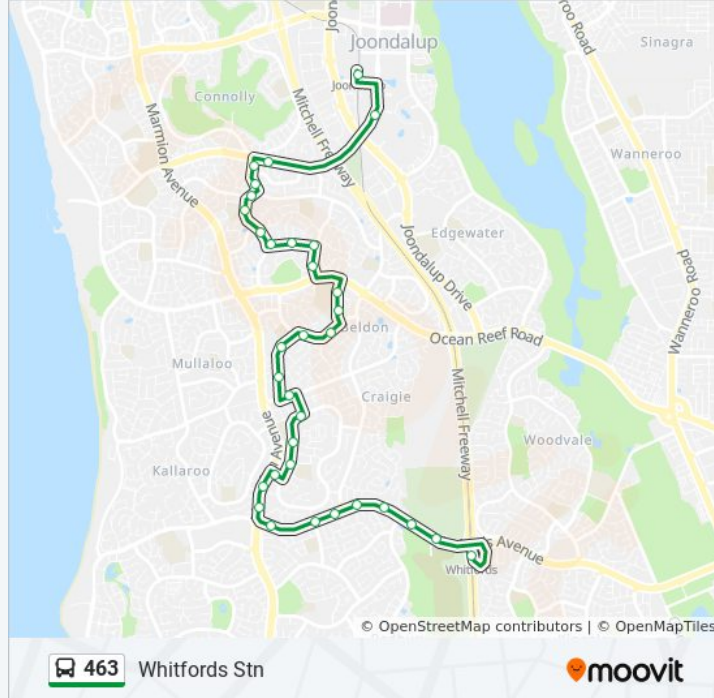 Joondalup
Sinagra
Connolly
Mitchell Freeway
Marmion Avenue
Wanneroo
Edgewater
Joondalup Drive
Wanneroo Road
Beldon
Ocean Reef Road
Mullaloo
Craigie
Mitchell Freeway
Woodvale
Avenue
Kallaroo
s Avenue
Whitfords
© OpenStreetMap contributors | © OpenMapTiles
463 Whitfords Stn
moovit